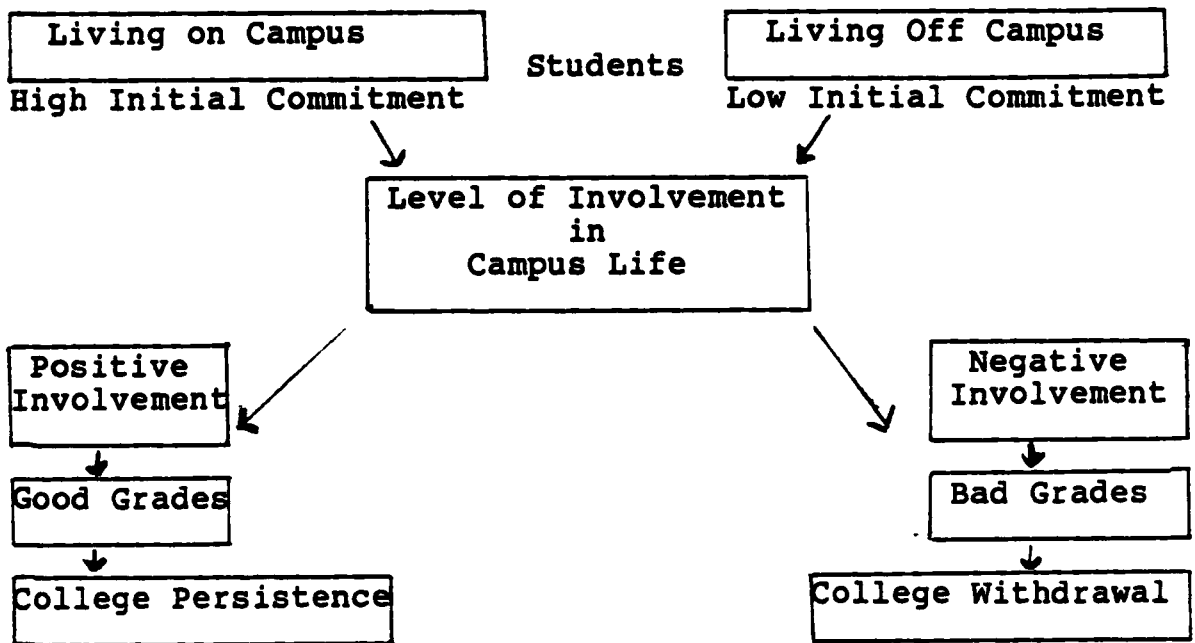 Living on Campus
Students
Living Off Campus
High Initial Commitment
Low Initial Commitment
Level of Involvement
in
Campus Life
Positive
Involvement
Negative
Involvement
Good Grades
Bad Grades
College Persistence
College Withdrawal